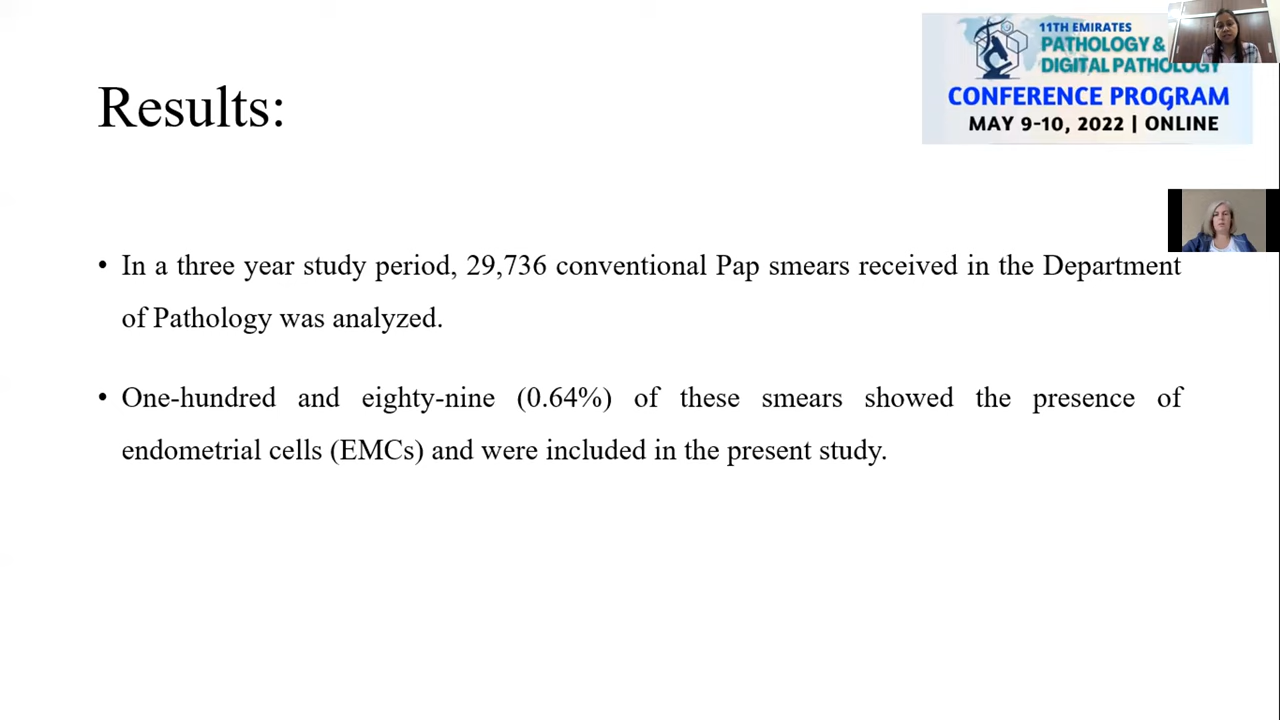 Results:
11TH EMIRATES
PATHOLOGY &
DIGITAL PATHOLOGY
CONFERENCE PROGRAM
MAY 9-10, 2022 | ONLINE
• In a three year study period, 29,736 conventional Pap smears received in the Department
of Pathology was analyzed.
• One-hundred and eighty-nine (0.64%) of these smears showed the presence of
endometrial cells (EMCs) and were included in the present study.